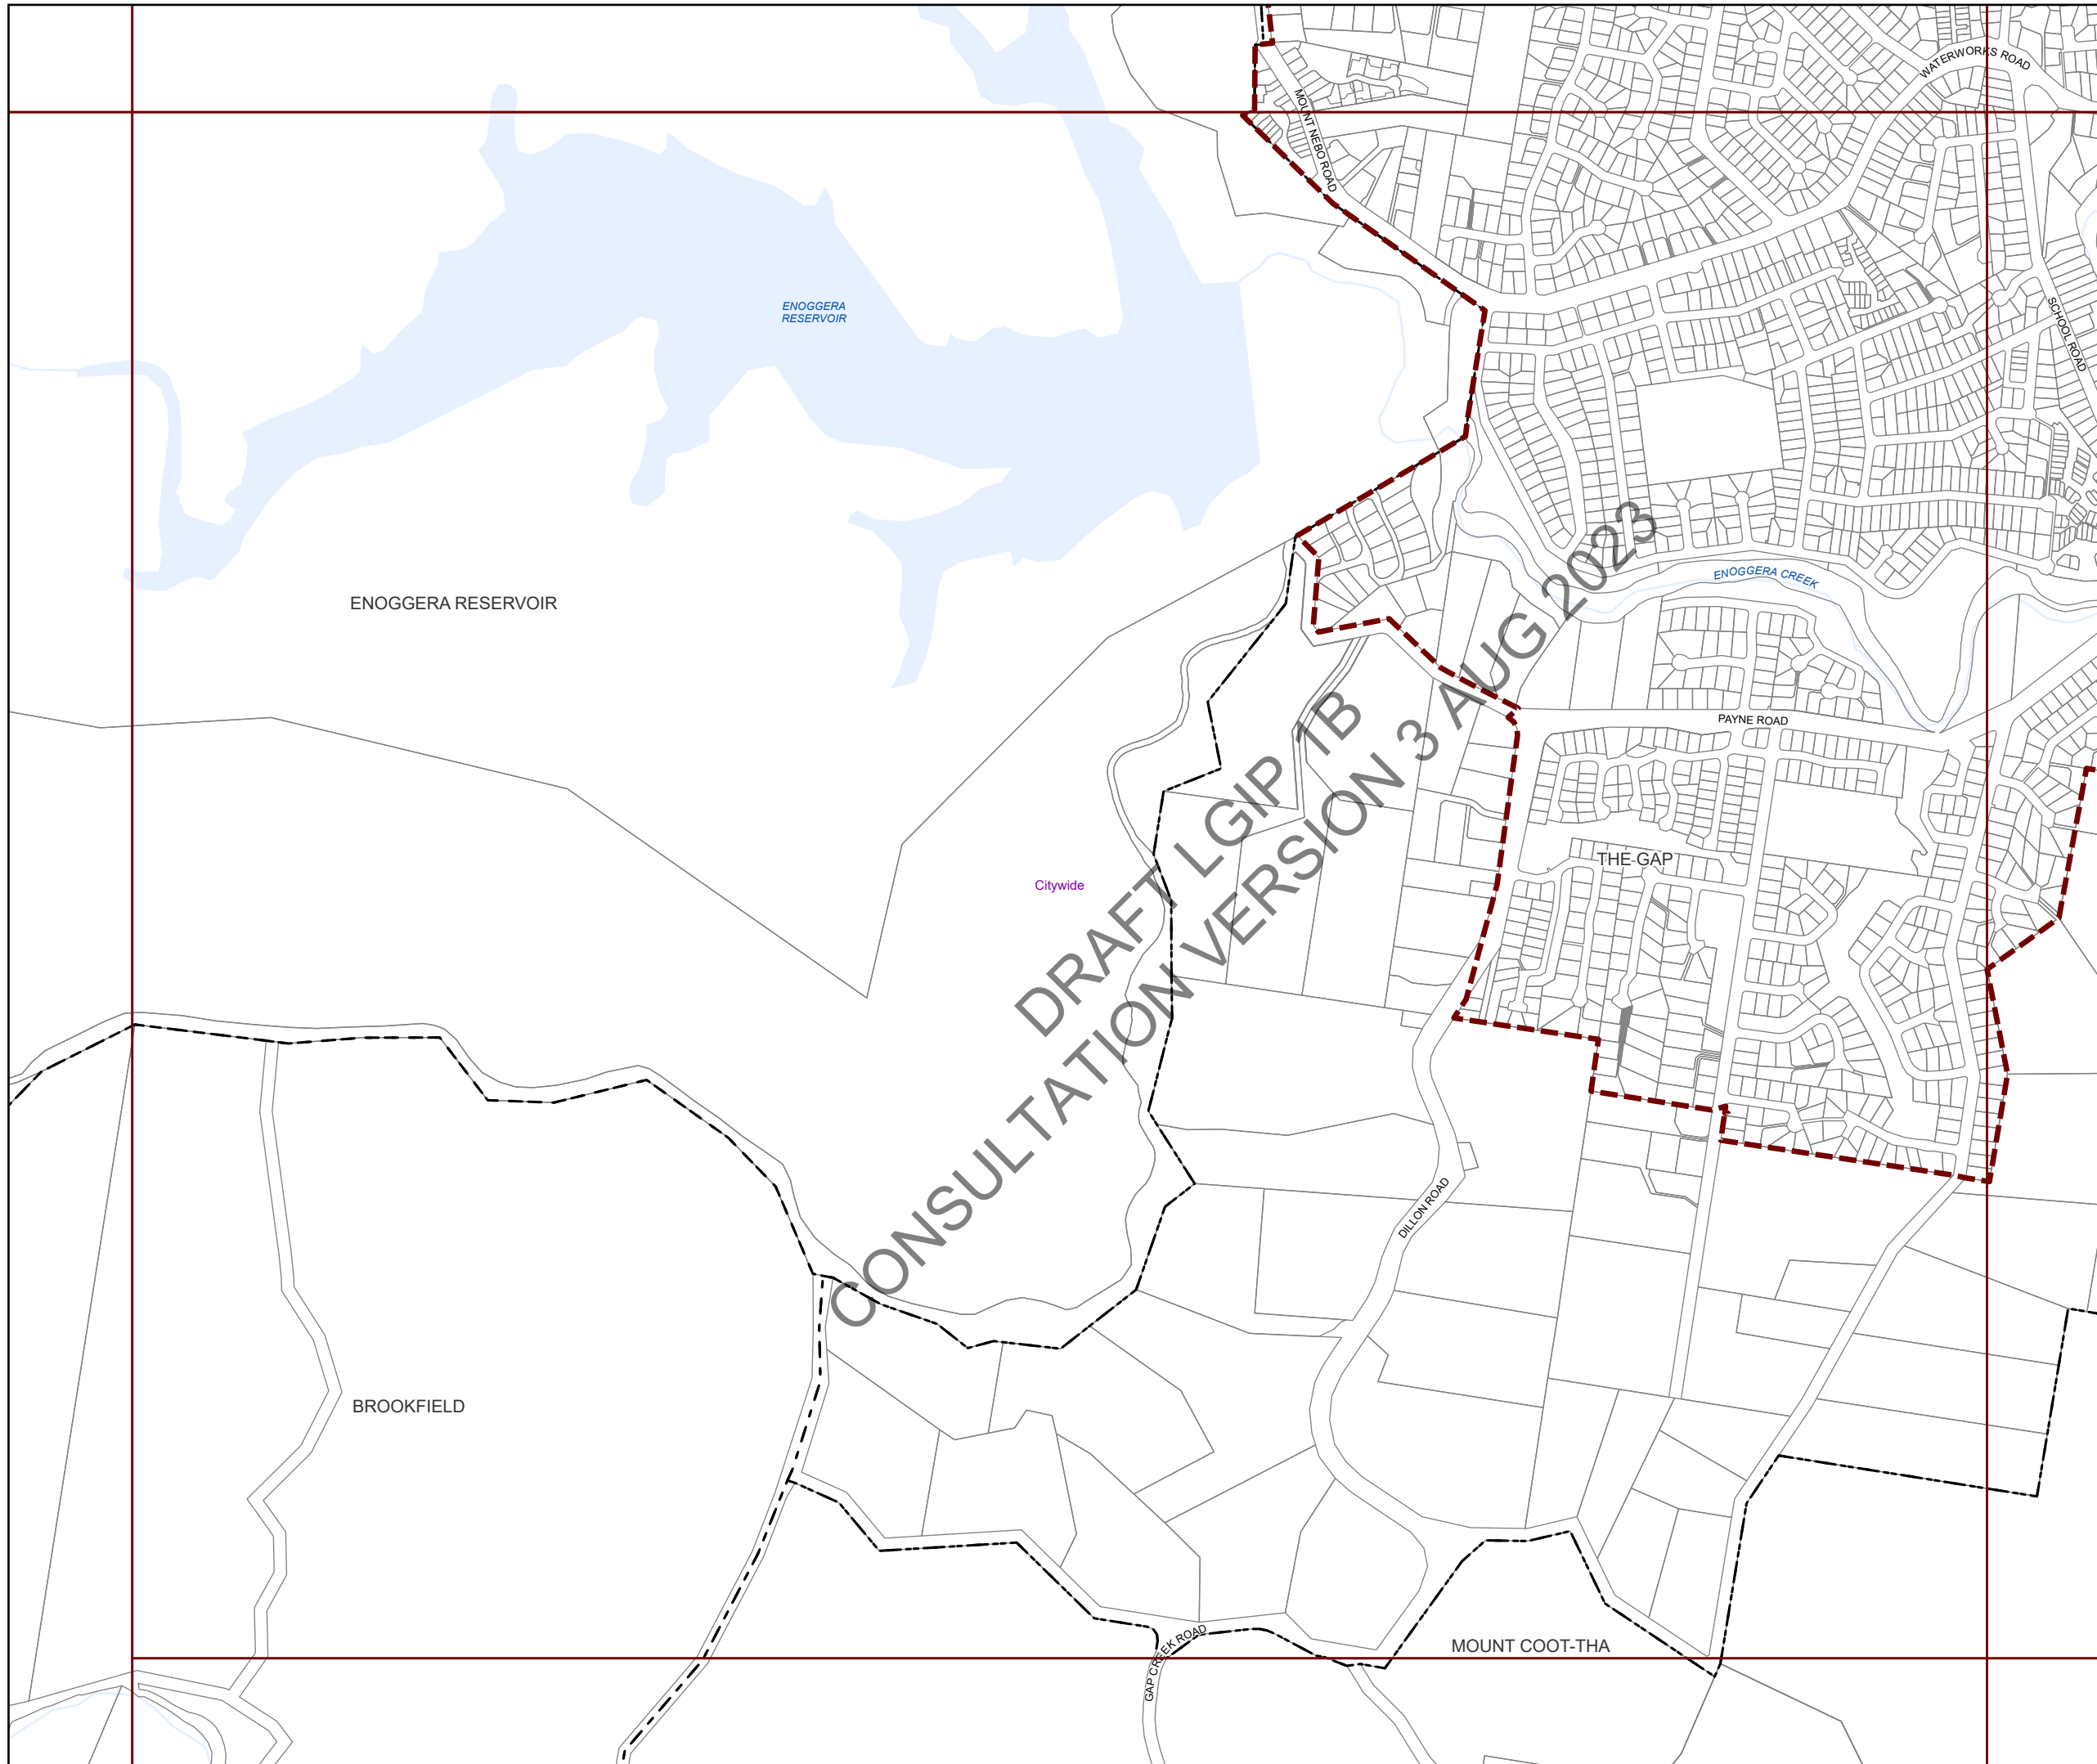 WATERWORKS ROAD
MOUNT NEBO ROAD
ENOGGERA
RESERVOIR
SCHOOL ROAD
ENOGGERA CREEK
ENOGGERA RESERVOIR
PAYNE ROAD
THE GAP
Citywide
DRAFT LGIP 1B
CONSULTATION VERSION 3 AUG 2023
DILLON ROAD
BROOKFIELD
GAP CREEK ROAD
MOUNT COOT-THA